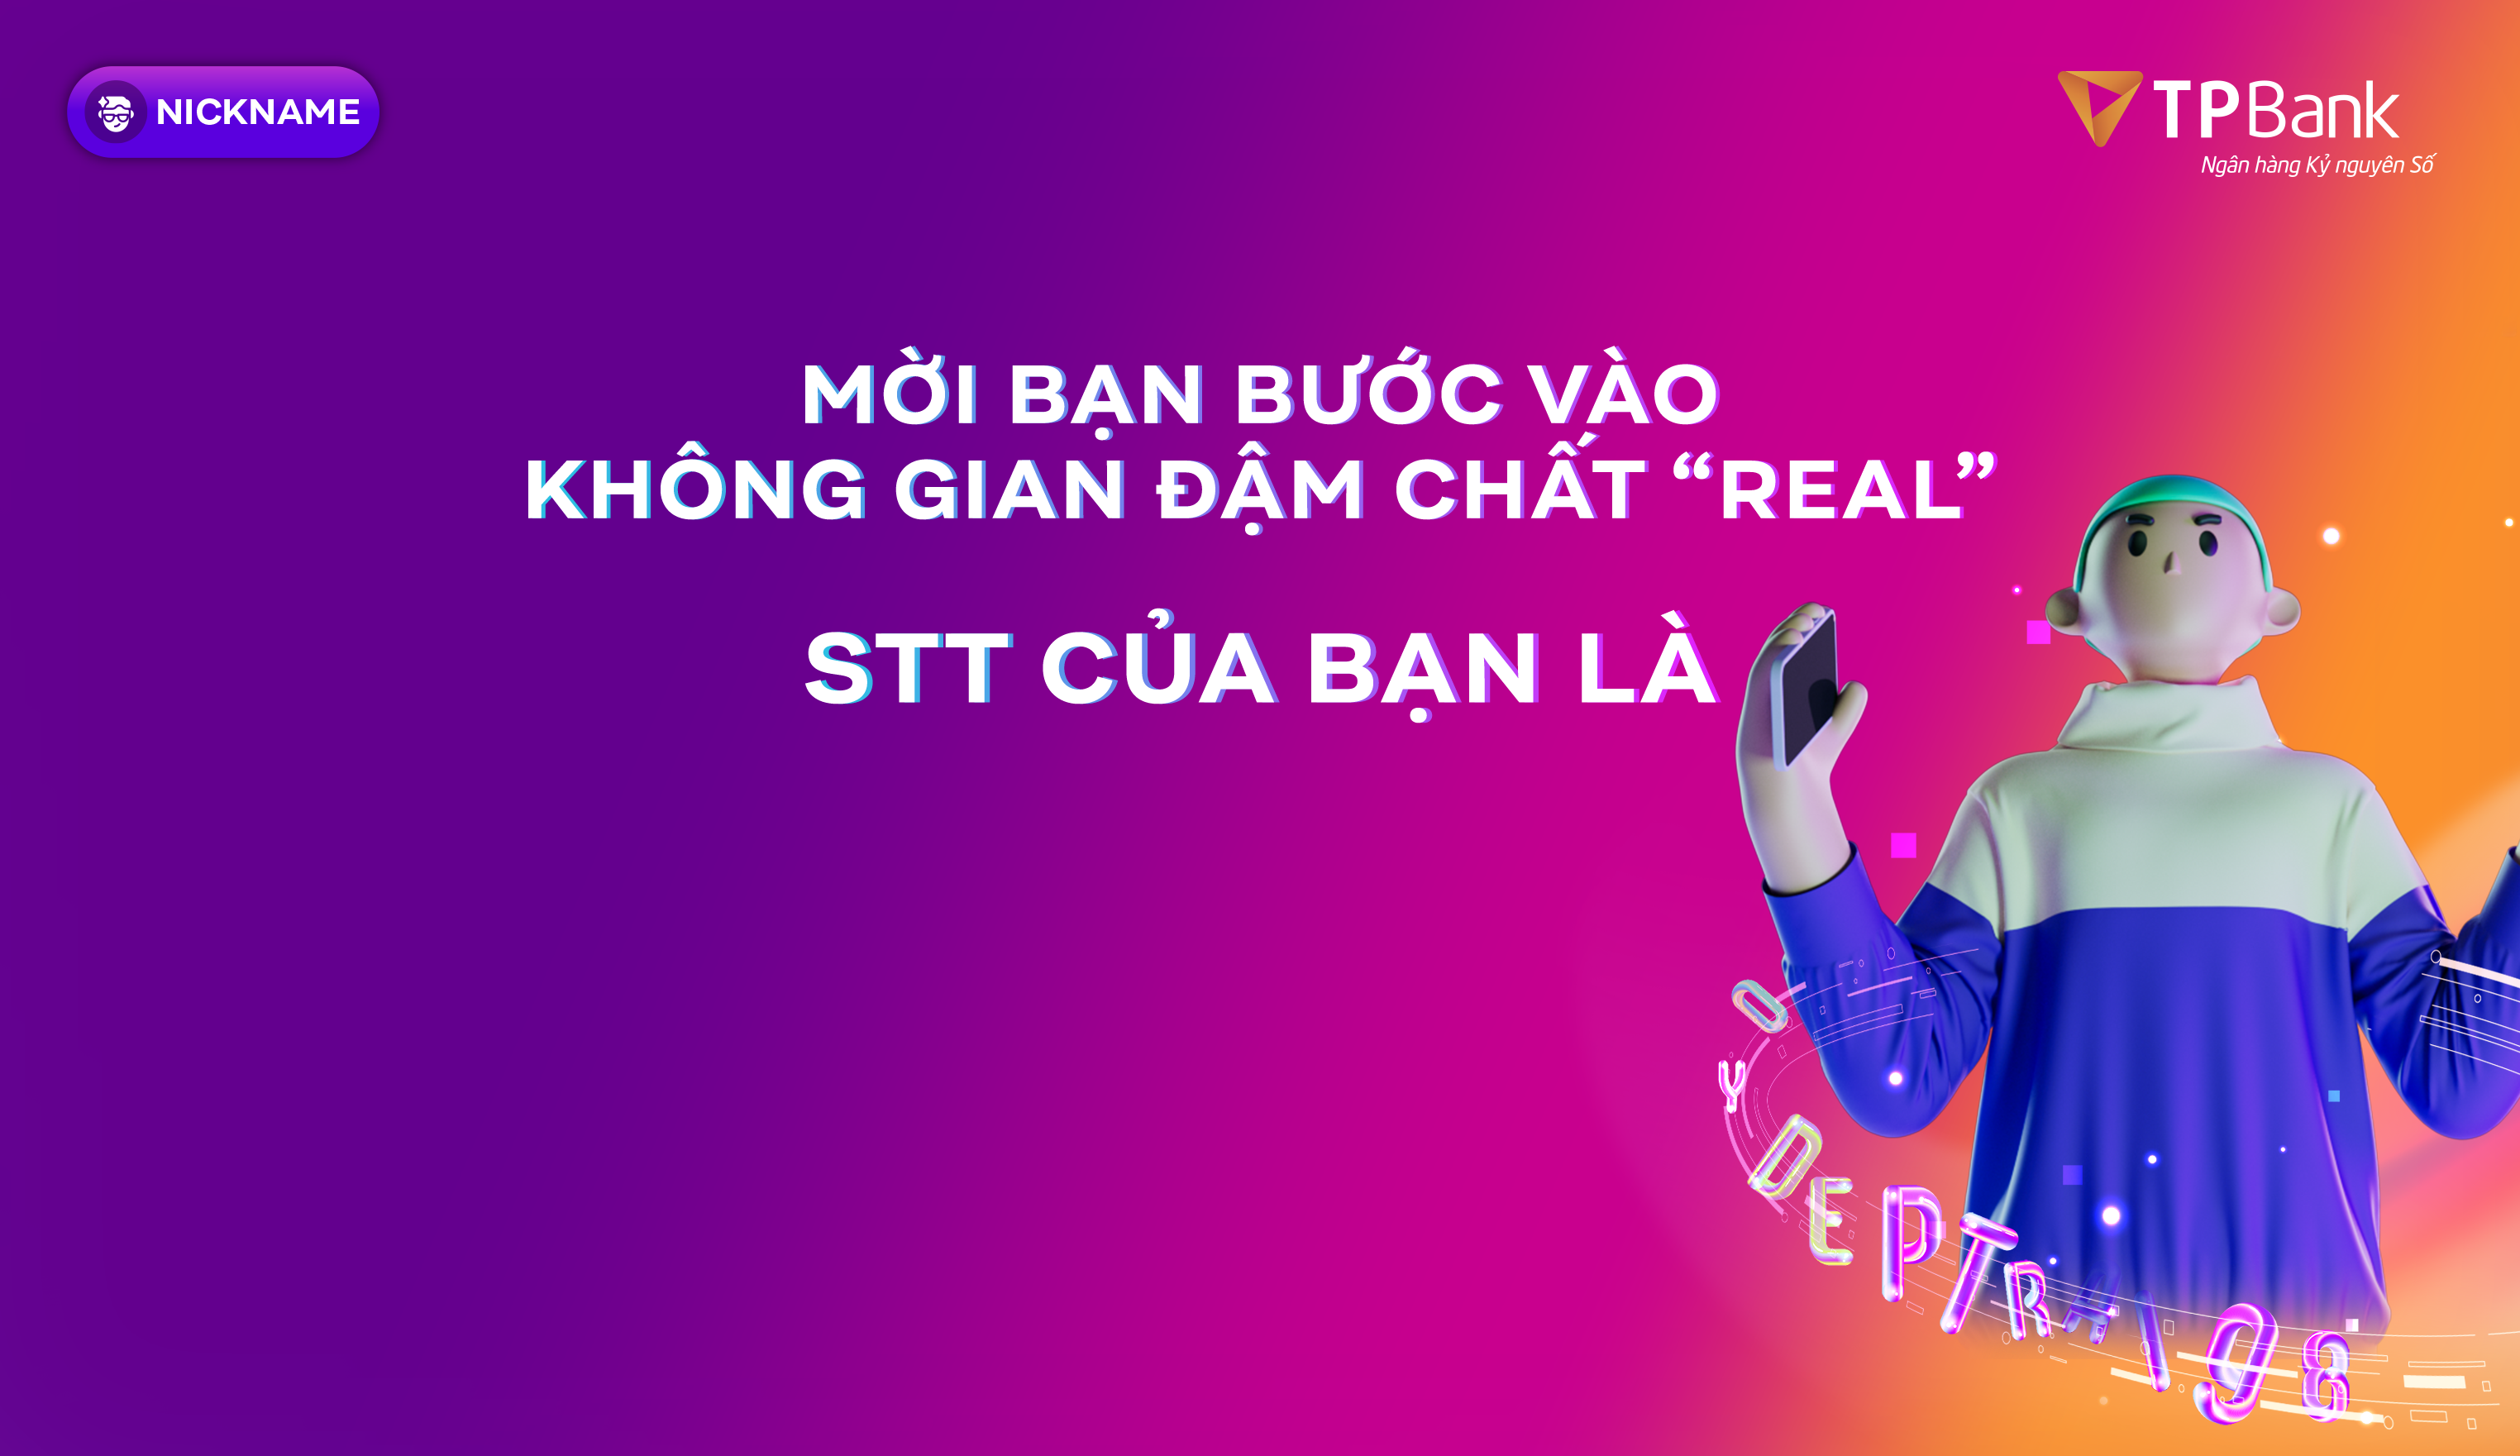 NICKNAME
TPBank
Ngân hàng Kỷ nguyên Số
MỜI BẠN BƯỚC VÀO
KHÔNG GIAN ĐẬM CHẤT “REAL”
STT CỦA BẠN LÀ
DUYDEPTRAI98